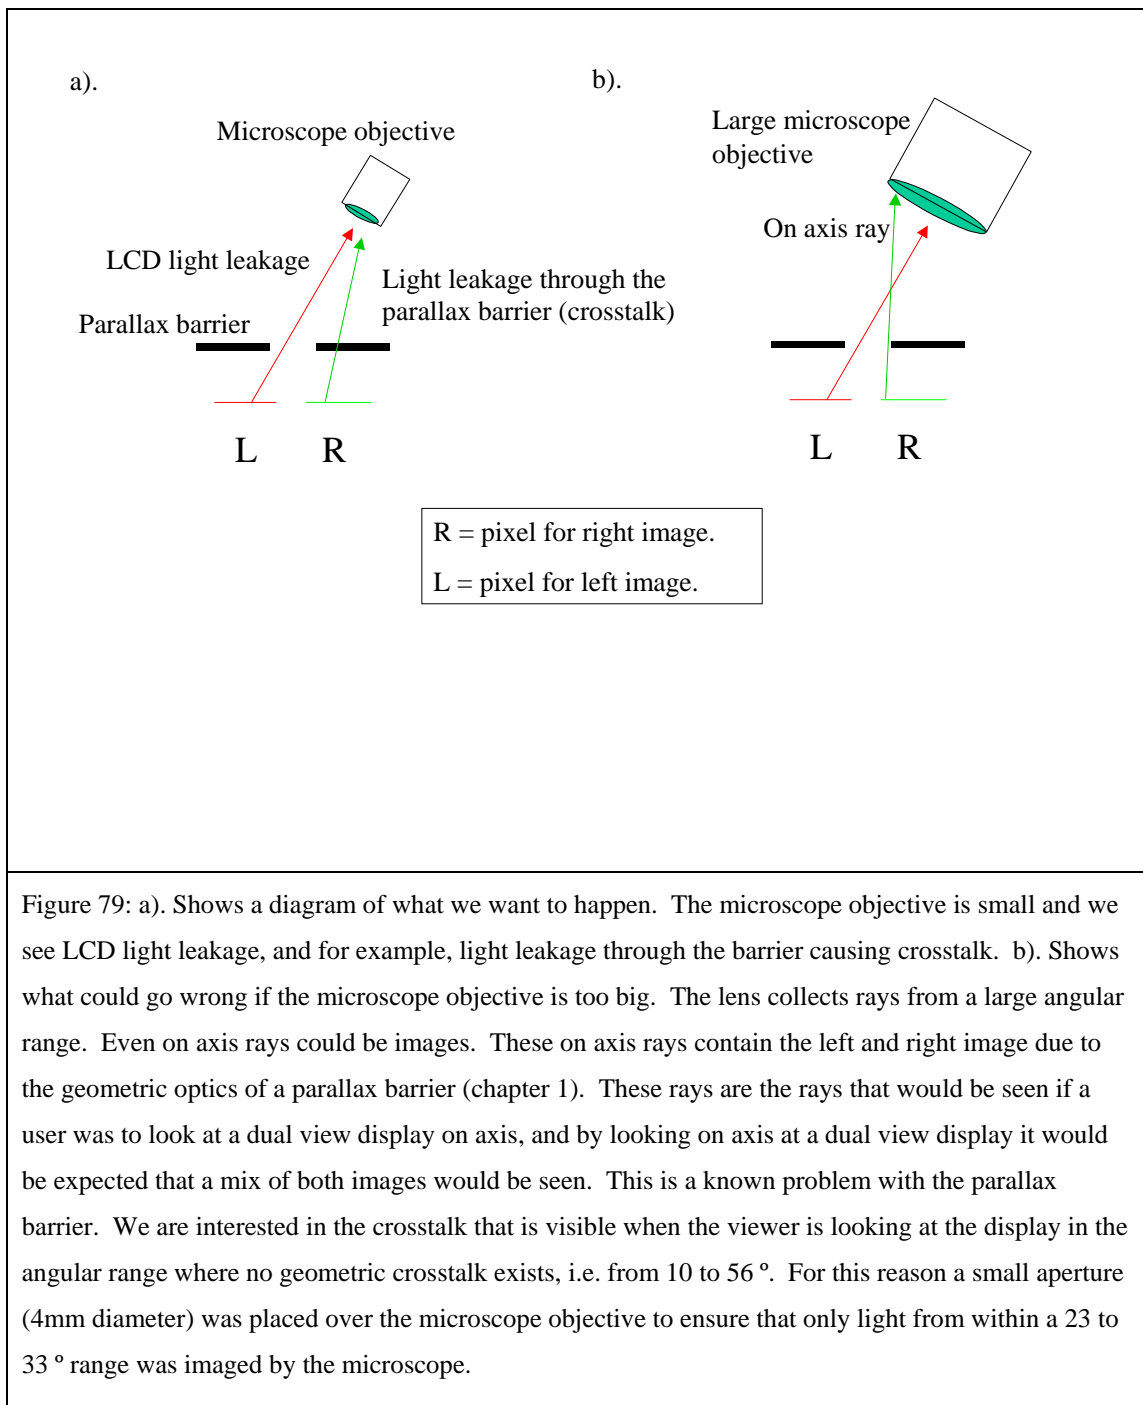 a).
Microscope objective
LCD light leakage
Light leakage through the
parallax barrier (crosstalk)
Parallax barrier
L R
b).
Large microscope
objective
On axis ray
L R
R = pixel for right image.
L = pixel for left image.
Figure 79: a). Shows a diagram of what we want to happen. The microscope objective is small and we
see LCD light leakage, and for example, light leakage through the barrier causing crosstalk. b). Shows
what could go wrong if the microscope objective is too big. The lens collects rays from a large angular
range. Even on axis rays could be images. These on axis rays contain the left and right image due to
the geometric optics of a parallax barrier (chapter 1). These rays are the rays that would be seen if a
user was to look at a dual view display on axis, and by looking on axis at a dual view display it would
be expected that a mix of both images would be seen. This is a known problem with the parallax
barrier. We are interested in the crosstalk that is visible when the viewer is looking at the display in the
angular range where no geometric crosstalk exists, i.e. from 10 to 56 º. For this reason a small aperture
(4mm diameter) was placed over the microscope objective to ensure that only light from within a 23 to
33 º range was imaged by the microscope.